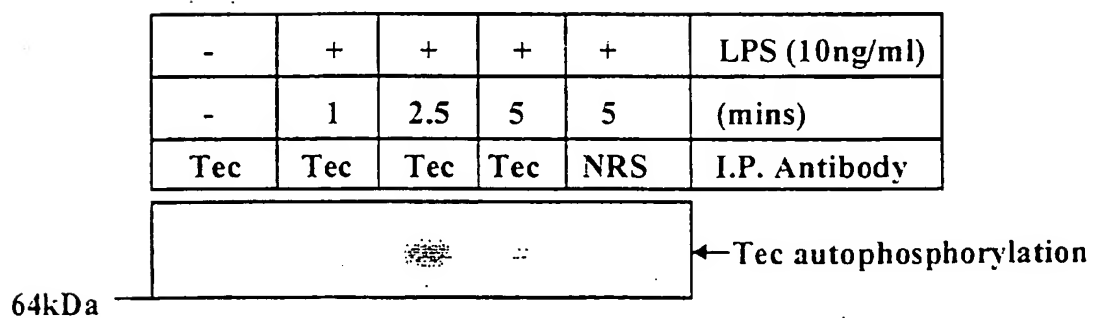 - + + + + LPS (10ng/ml)
- 1 2.5 5 5 (mins)
Tec Tec Tec Tec NRS I.P. Antibody
Tec autophosphorylation
64kDa